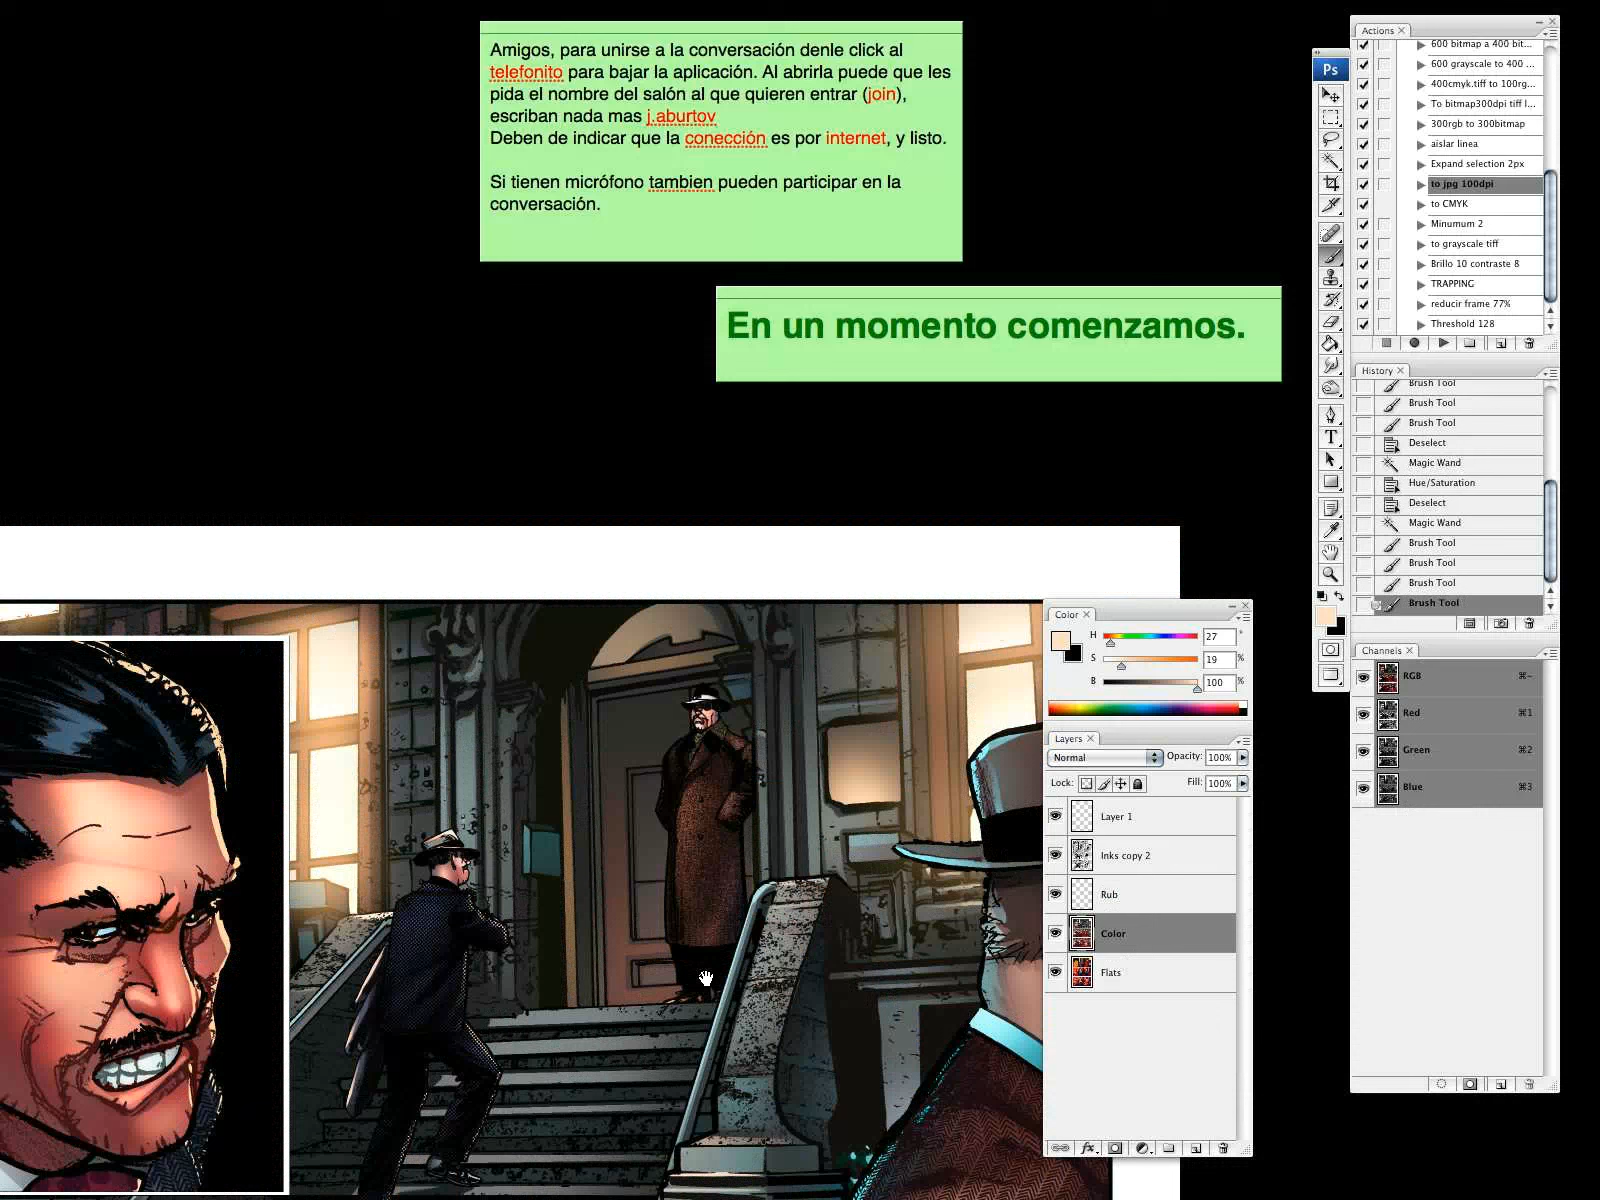 Amigos, para unirse a la conversación denle click al
telefonito para bajar la aplicación. Al abrirla puede que les
pida el nombre del salón al que quieren entrar (join),
escriban nada mas j.aburtov
Deben de indicar que la conección es por internet, y listo.
Si tienen micrófono tambien pueden participar en la
conversación.
En un momento comenzamos.
Ps
Actions
600 bitmap a 400 bit...
600 grayscale to 400 ...
400cmyk.tiff to 100rg...
To bitmap300dpi tiff l...
300rgb to 300bitmap
aislar linea
Expand selection 2px
to jpg 100dpi
to CMYK
Minumum 2
to grayscale tiff
Brillo 10 contraste 8
TRAPPING
reducir frame 77%
Threshold 128
History
Brush Tool
Brush Tool
Brush Tool
Deselect
Magic Wand
Hue/Saturation
Deselect
Magic Wand
Brush Tool
Brush Tool
Brush Tool
Brush Tool
Channels
RGB ⌘~
Red ⌘1
Green ⌘2
Blue ⌘3
Color
H 27 °
S 19 %
B 100 %
Layers
Normal Opacity: 100%
Lock: Fill: 100%
Layer 1
Inks copy 2
Rub
Color
Flats